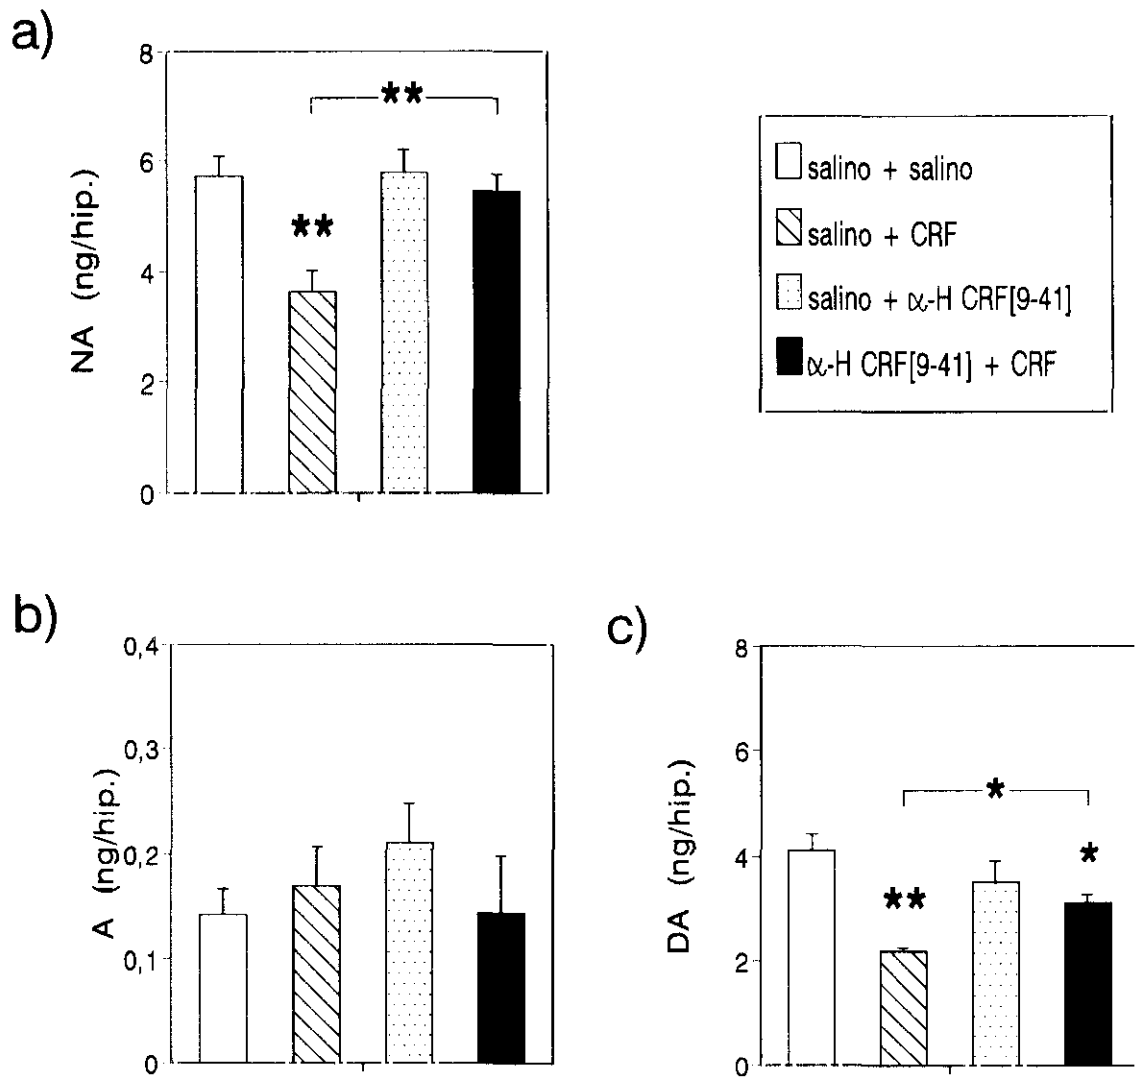 a)
8
6
4
2
0
NA (ng/hip.)
**
**
salino + salino
salino + CRF
salino + α-H CRF[9-41]
α-H CRF[9-41] + CRF
b)
0,4
0,3
0,2
0,1
0
A (ng/hip.)
c)
8
6
4
2
0
DA (ng/hip.)
*
**
*